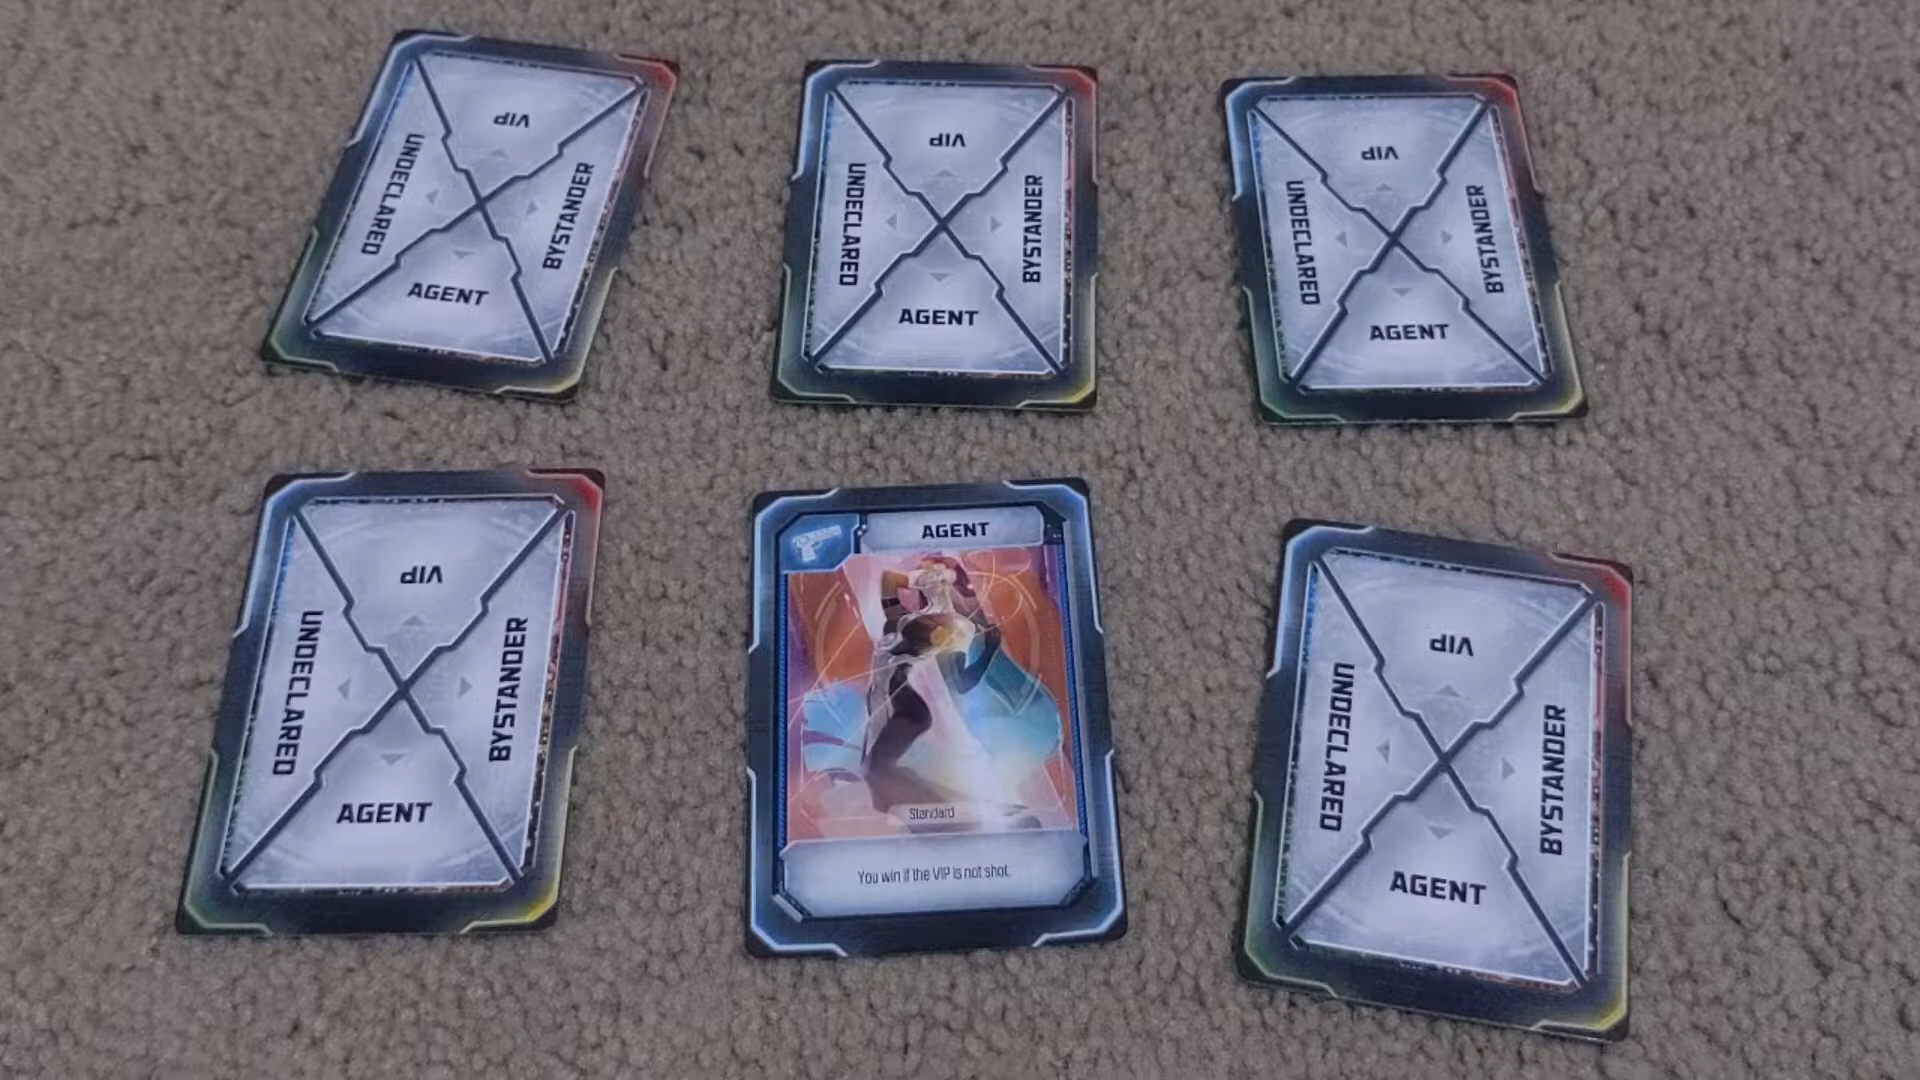 VIP
UNDECLARED
BYSTANDER
AGENT
VIP
UNDECLARED
BYSTANDER
AGENT
VIP
UNDECLARED
BYSTANDER
AGENT
VIP
UNDECLARED
BYSTANDER
AGENT
AGENT
Standard
You win if the VIP is not shot.
VIP
UNDECLARED
BYSTANDER
AGENT